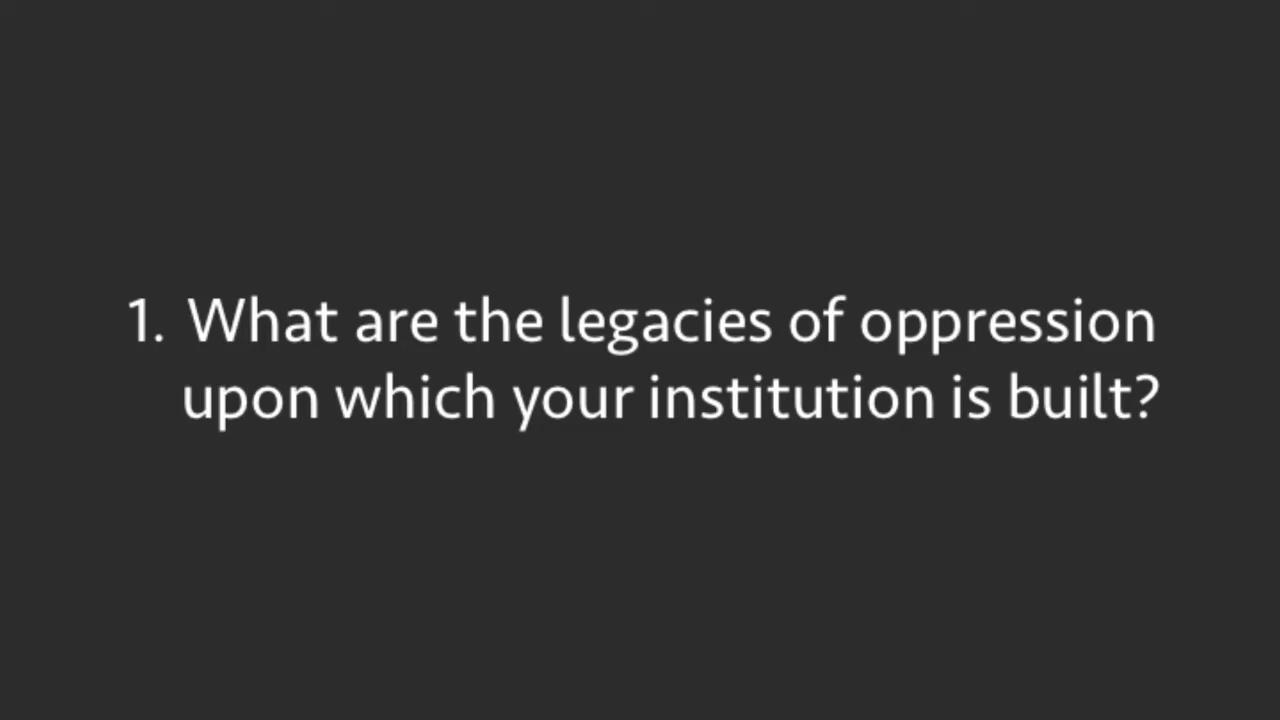 1. What are the legacies of oppression
upon which your institution is built?